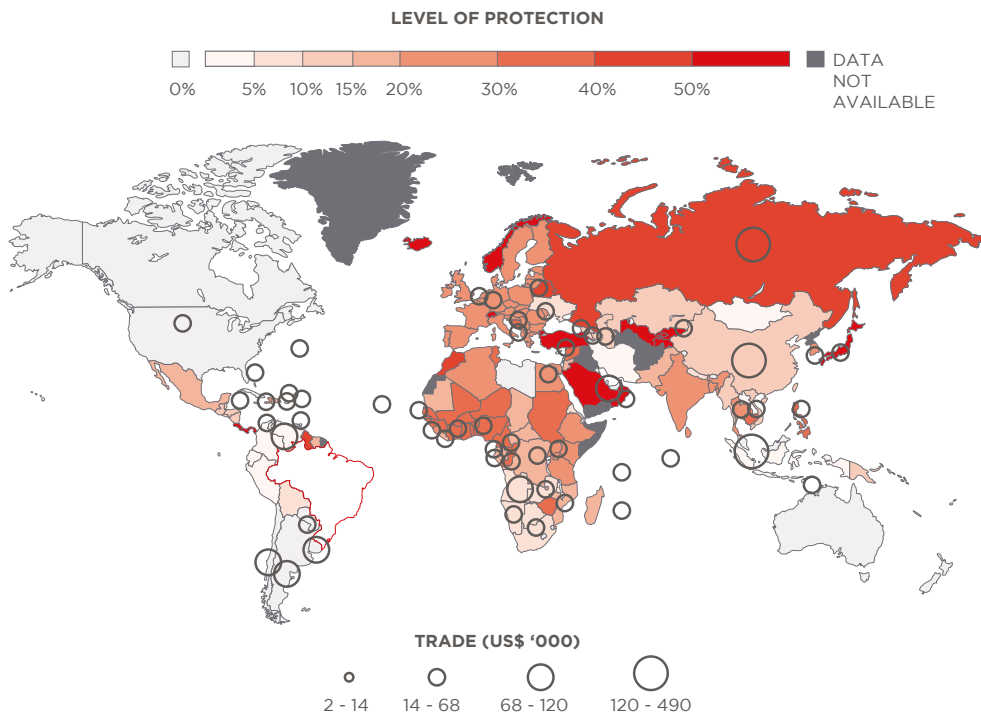 LEVEL OF PROTECTION
0% 5% 10% 15% 20% 30% 40% 50%
DATA
NOT
AVAILABLE
TRADE (US$ ‘000)
2 - 14 14 - 68 68 - 120 120 - 490